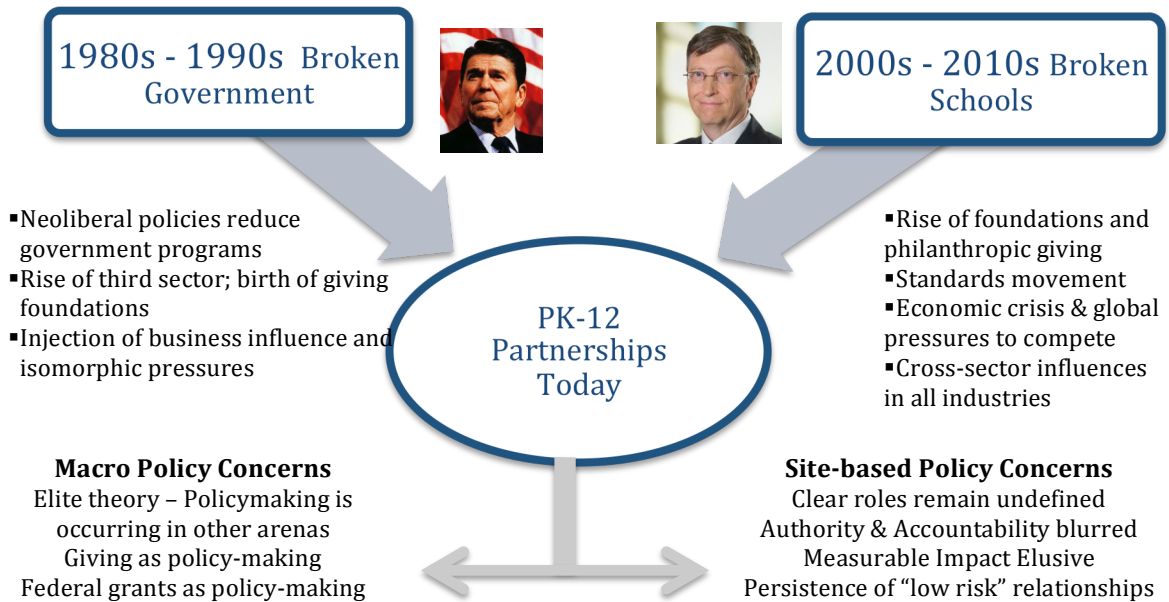 1980s - 1990s Broken
Government
2000s - 2010s Broken
Schools
▪Neoliberal policies reduce
government programs
▪Rise of third sector; birth of giving
foundations
▪Injection of business influence and
isomorphic pressures
PK-12
Partnerships
Today
▪Rise of foundations and
philanthropic giving
▪Standards movement
▪Economic crisis & global
pressures to compete
▪Cross-sector influences
in all industries
Macro Policy Concerns
Elite theory – Policymaking is
occurring in other arenas
Giving as policy-making
Federal grants as policy-making
Site-based Policy Concerns
Clear roles remain undefined
Authority & Accountability blurred
Measurable Impact Elusive
Persistence of “low risk” relationships